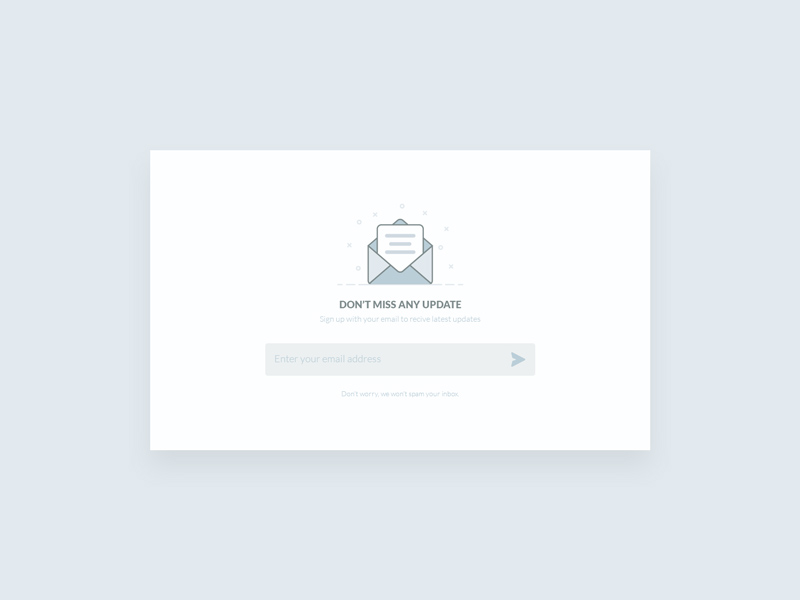 DON'T MISS ANY UPDATE
Sign up with your email to recive latest updates
Enter your email address
Don't worry, we won't spam your inbox